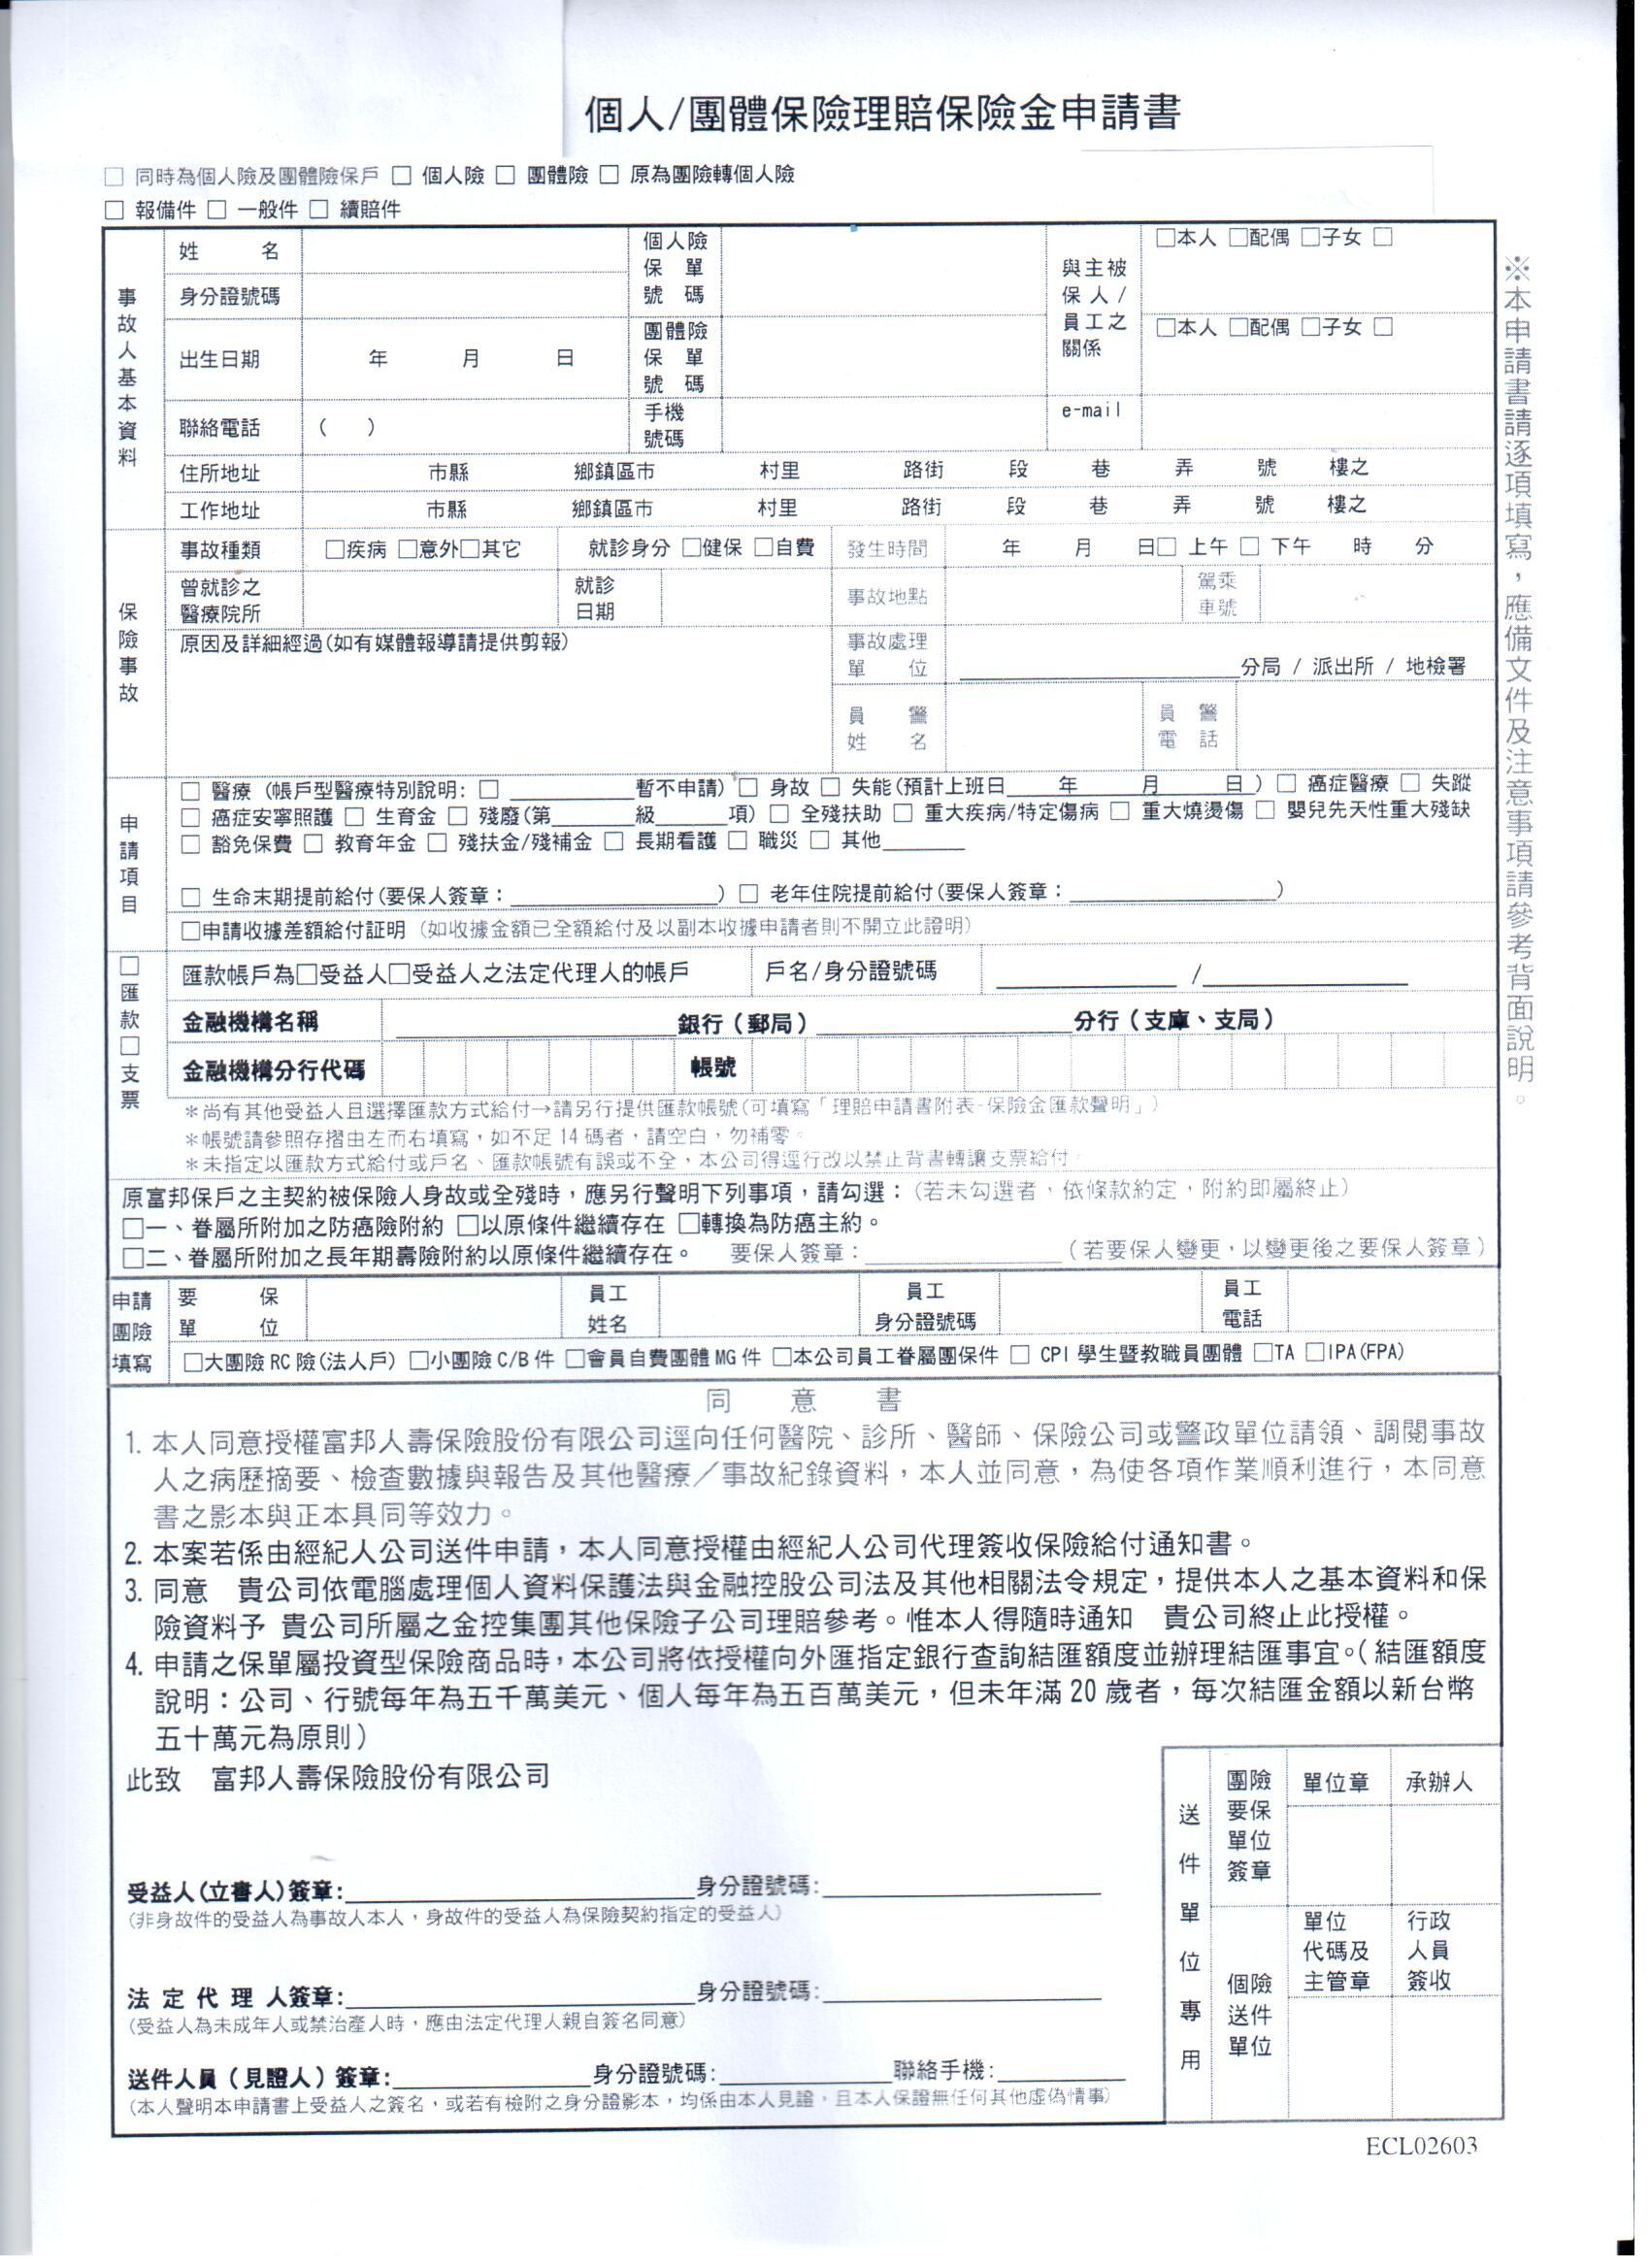 個人/團體保險理賠保險金申請書
□ 同時為個人險及團體險保戶 □ 個人險 □ 團體險 □ 原為團險轉個人險
□ 報備件 □ 一般件 □ 續賠件
事故人基本資料
姓 名
個人險保單號碼
與主被保人/員工之關係
□本人 □配偶 □子女 □
身分證號碼
出生日期 年 月 日
團體險保單號碼
□本人 □配偶 □子女 □
聯絡電話 ( )
手機號碼
e-mail
住所地址 市縣 鄉鎮區市 村里 路街 段 巷 弄 號 樓之
工作地址 市縣 鄉鎮區市 村里 路街 段 巷 弄 號 樓之
保險事故
事故種類 □疾病 □意外□其它 就診身分 □健保 □自費 發生時間 年 月 日□ 上午 □ 下午 時 分
曾就診之醫療院所
就診日期
事故地點
駕乘車號
原因及詳細經過(如有媒體報導請提供剪報)
事故處理單 位
分局 / 派出所 / 地檢署
員 警 姓 名
員 警 電 話
申請項目
□ 醫療 (帳戶型醫療特別說明: □ ______暫不申請) □ 身故 □ 失能(預計上班日____年____月____日) □ 癌症醫療 □ 失蹤
□ 癌症安寧照護 □ 生育金 □ 殘廢(第______級_____項) □ 全殘扶助 □ 重大疾病/特定傷病 □ 重大燒燙傷 □ 嬰兒先天性重大殘缺
□ 豁免保費 □ 教育年金 □ 殘扶金/殘補金 □ 長期看護 □ 職災 □ 其他______
□ 生命末期提前給付(要保人簽章：____________) □ 老年住院提前給付(要保人簽章：____________)
□申請收據差額給付証明 (如收據金額已全額給付及以副本收據申請者則不開立此證明)
□匯款□支票
匯款帳戶為□受益人□受益人之法定代理人的帳戶 戶名/身分證號碼 ____________ /____________
金融機構名稱 ____________銀行（郵局）____________分行（支庫、支局）
金融機構分行代碼 帳號
＊尚有其他受益人且選擇匯款方式給付→請另行提供匯款帳號(可填寫「理賠申請書附表-保險金匯款聲明」)
＊帳號請參照存摺由左而右填寫，如不足 14 碼者，請空白，勿補零。
＊未指定以匯款方式給付或戶名、匯款帳號有誤或不全，本公司得逕行改以禁止背書轉讓支票給付。
原富邦保戶之主契約被保險人身故或全殘時，應另行聲明下列事項，請勾選：(若未勾選者，依條款約定，附約即屬終止)
□一、眷屬所附加之防癌險附約 □以原條件繼續存在 □轉換為防癌主約。
□二、眷屬所附加之長年期壽險附約以原條件繼續存在。 要保人簽章：____________ (若要保人變更，以變更後之要保人簽章)
申請團險填寫
要 保 單 位
員工姓名
員工身分證號碼
員工電話
□大團險 RC 險(法人戶) □小團險 C/B 件 □會員自費團體 MG 件 □本公司員工眷屬團保件 □ CPI 學生暨教職員團體 □TA □IPA(FPA)
同 意 書
1. 本人同意授權富邦人壽保險股份有限公司逕向任何醫院、診所、醫師、保險公司或警政單位請領、調閱事故
人之病歷摘要、檢查數據與報告及其他醫療／事故紀錄資料，本人並同意，為使各項作業順利進行，本同意
書之影本與正本具同等效力。
2. 本案若係由經紀人公司送件申請，本人同意授權由經紀人公司代理簽收保險給付通知書。
3. 同意 貴公司依電腦處理個人資料保護法與金融控股公司法及其他相關法令規定，提供本人之基本資料和保
險資料予 貴公司所屬之金控集團其他保險子公司理賠參考。惟本人得隨時通知 貴公司終止此授權。
4. 申請之保單屬投資型保險商品時，本公司將依授權向外匯指定銀行查詢結匯額度並辦理結匯事宜。(結匯額度
說明：公司、行號每年為五千萬美元、個人每年為五百萬美元，但未年滿 20 歲者，每次結匯金額以新台幣
五十萬元為原則)
此致 富邦人壽保險股份有限公司
受益人(立書人)簽章:____________身分證號碼:____________
(非身故件的受益人為事故人本人，身故件的受益人為保險契約指定的受益人)
法 定 代 理 人簽章:____________身分證號碼:____________
(受益人為未成年人或禁治產人時，應由法定代理人親自簽名同意)
送件人員（見證人）簽章:____________身分證號碼:____________聯絡手機:____________
(本人聲明本申請書上受益人之簽名，或若有檢附之身分證影本，均係由本人見證，且本人保證無任何其他虛偽情事)
送件單位專用
團險要保單位簽章
單位章
承辦人
個險送件單位
單位代碼及主管章
行政人員簽收
※本申請書請逐項填寫，應備文件及注意事項請參考背面說明。
ECL02603